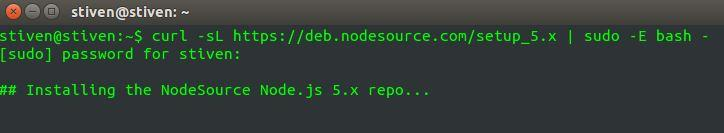 stiven@stiven: ~
stiven@stiven:~$ curl -sL https://deb.nodesource.com/setup_5.x | sudo -E bash -
[sudo] password for stiven:
## Installing the NodeSource Node.js 5.x repo...